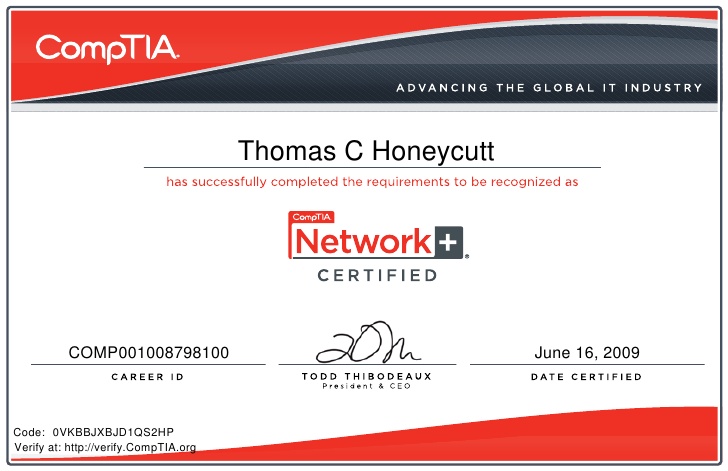 CompTIA.
ADVANCING THE GLOBAL IT INDUSTRY
Thomas C Honeycutt
has successfully completed the requirements to be recognized as
CompTIA
Network+®
CERTIFIED
COMP001008798100
June 16, 2009
CAREER ID
TODD THIBODEAUX
DATE CERTIFIED
President & CEO
Code: 0VKBBJXBJD1QS2HP
Verify at: http://verify.CompTIA.org